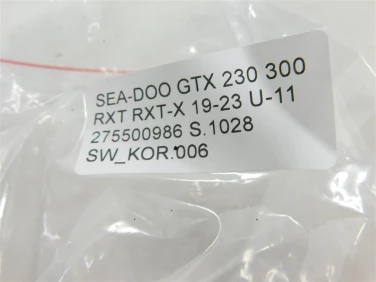 SEA-DOO GTX 230 300
RXT RXT-X 19-23 U-11
275500986 S.1028
SW_KOR.006